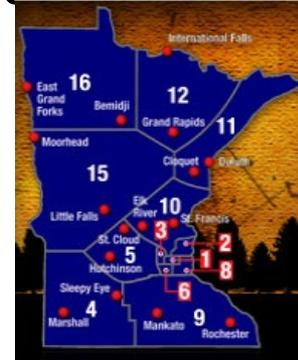 International Falls
16
12
East
Grand
Forks
Bemidji
Grand Rapids
11
Moorhead
Cloquet
Duluth
15
Elk
River
10
Little Falls
St. Francis
3
St. Cloud
2
5
1
Hutchinson
8
Sleepy Eye
6
4
9
Marshall
Mankato
Rochester